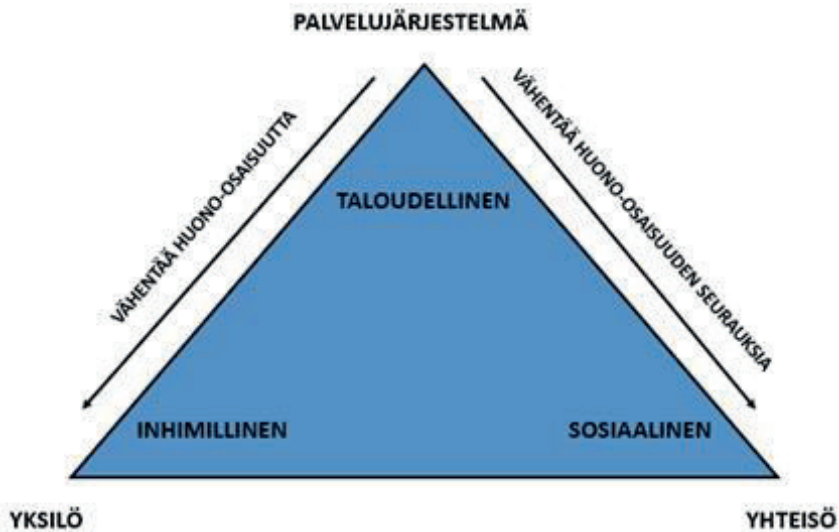 PALVELUJÄRJESTELMÄ
VÄHENTÄÄ HUONO-OSAISUUTTA
VÄHENTÄÄ HUONO-OSAISUUDEN SEURAUKSIA
TALOUDELLINEN
INHIMILLINEN
SOSIAALINEN
YKSILÖ
YHTEISÖ